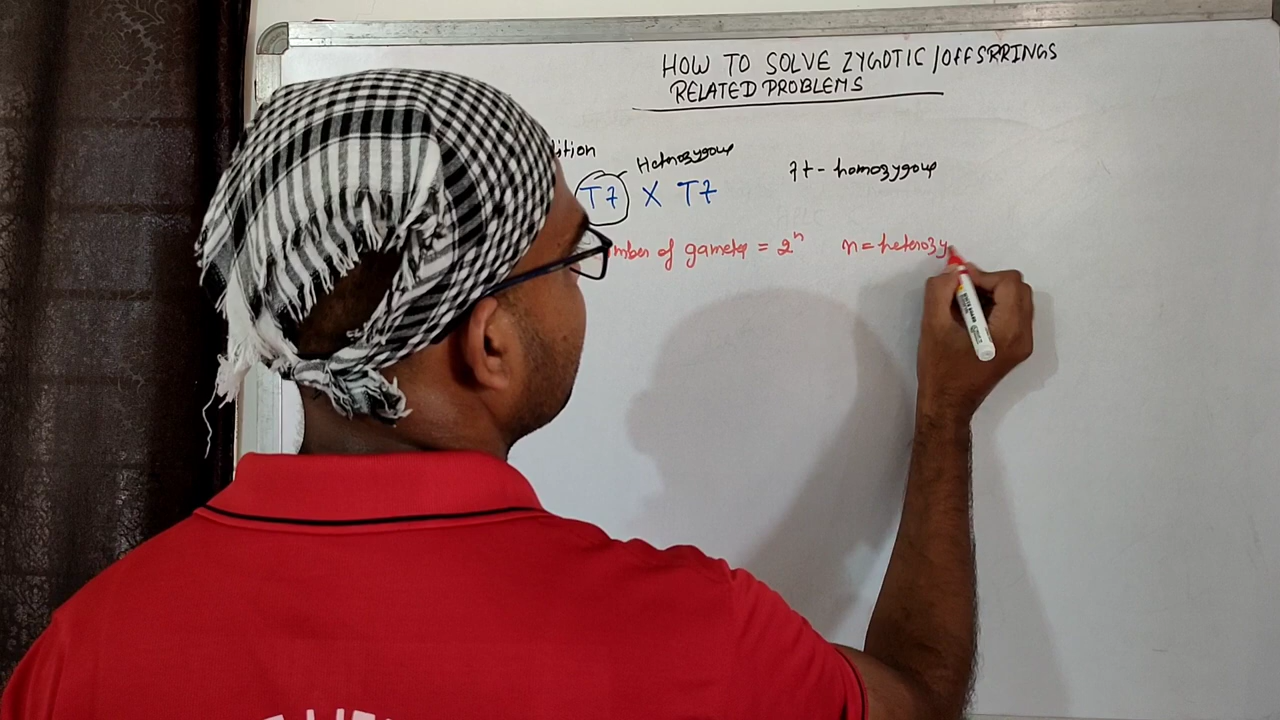 HOW TO SOLVE ZYGOTIC/OFFSRRINGS
RELATED PROBLEMS
ition
Heterozygous
T7 X T7
7t - homozygous
mber of gametes = 2ⁿ n = heterozy